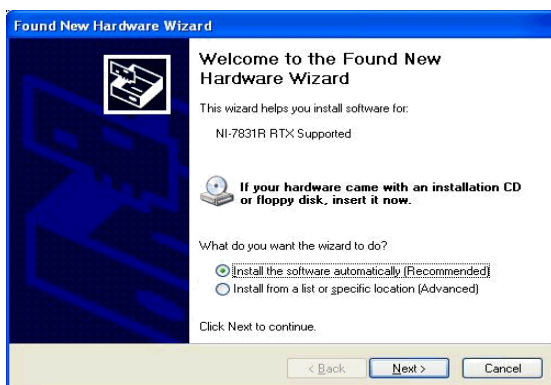 Found New Hardware Wizard
Welcome to the Found New
Hardware Wizard
This wizard helps you install software for:
NI-7831R RTX Supported
If your hardware came with an installation CD
or floppy disk, insert it now.
What do you want the wizard to do?
Install the software automatically (Recommended)
Install from a list or specific location (Advanced)
Click Next to continue.
< Back Next > Cancel